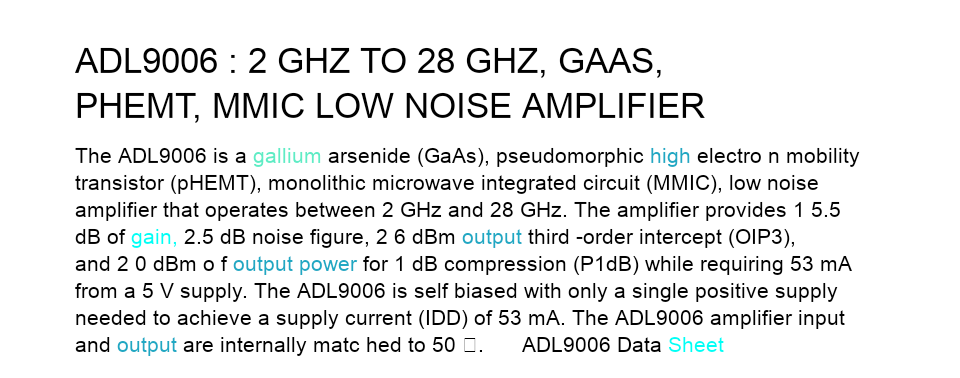 ADL9006 : 2 GHZ TO 28 GHZ, GAAS,
PHEMT, MMIC LOW NOISE AMPLIFIER
The ADL9006 is a gallium arsenide (GaAs), pseudomorphic high electro n mobility
transistor (pHEMT), monolithic microwave integrated circuit (MMIC), low noise
amplifier that operates between 2 GHz and 28 GHz. The amplifier provides 1 5.5
dB of gain, 2.5 dB noise figure, 2 6 dBm output third -order intercept (OIP3),
and 2 0 dBm o f output power for 1 dB compression (P1dB) while requiring 53 mA
from a 5 V supply. The ADL9006 is self biased with only a single positive supply
needed to achieve a supply current (IDD) of 53 mA. The ADL9006 amplifier input
and output are internally matc hed to 50 . ADL9006 Data Sheet